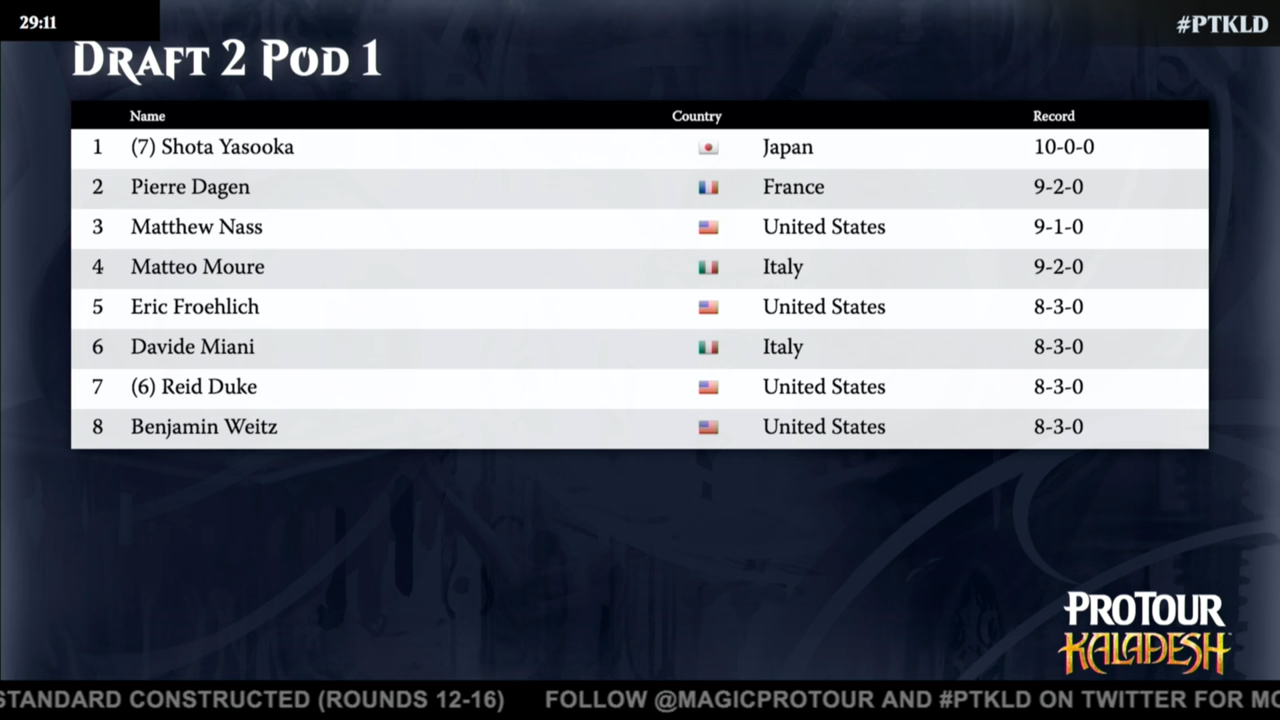 29:11
#PTKLD
Draft 2 Pod 1
Name Country Record
1 (7) Shota Yasooka Japan 10-0-0
2 Pierre Dagen France 9-2-0
3 Matthew Nass United States 9-1-0
4 Matteo Moure Italy 9-2-0
5 Eric Froehlich United States 8-3-0
6 Davide Miani Italy 8-3-0
7 (6) Reid Duke United States 8-3-0
8 Benjamin Weitz United States 8-3-0
PROTOUR
KALADESH
STANDARD CONSTRUCTED (ROUNDS 12-16) FOLLOW @MAGICPROTOUR AND #PTKLD ON TWITTER FOR MO